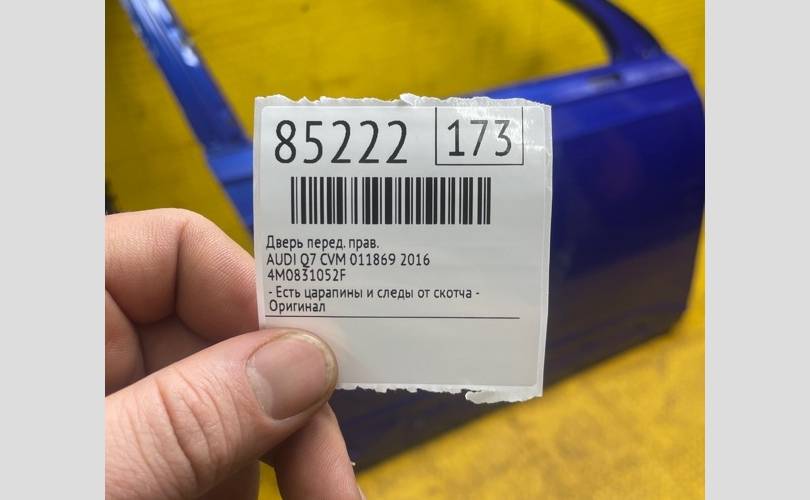 85222 173
Дверь перед. прав.
AUDI Q7 CVM 011869 2016
4M0831052F
- Есть царапины и следы от скотча -
Оригинал